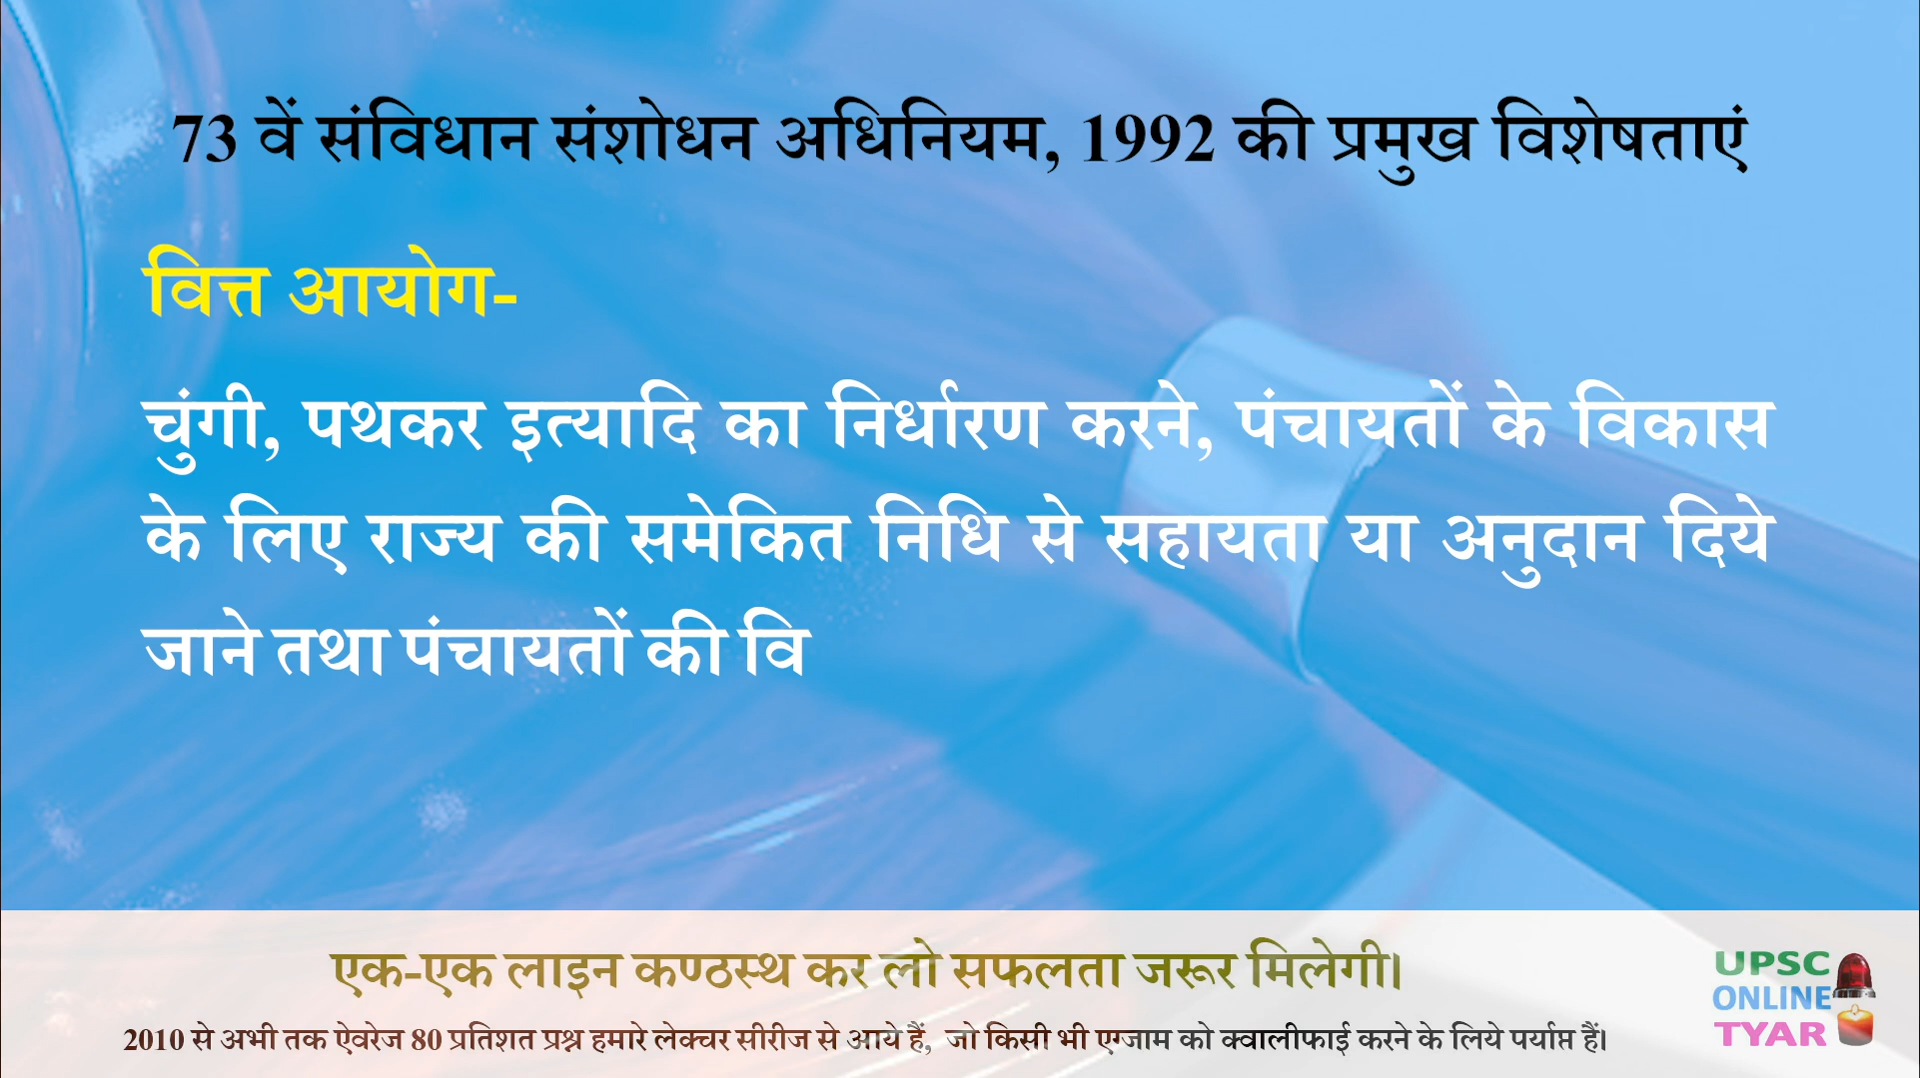 73 वें संविधान संशोधन अधिनियम, 1992 की प्रमुख विशेषताएं
वित्त आयोग-
चुंगी, पथकर इत्यादि का निर्धारण करने, पंचायतों के विकास
के लिए राज्य की समेकित निधि से सहायता या अनुदान दिये
जाने तथा पंचायतों की वि
एक-एक लाइन कण्ठस्थ कर लो सफलता जरूर मिलेगी।
2010 से अभी तक ऐवरेज 80 प्रतिशत प्रश्न हमारे लेक्चर सीरीज से आये हैं, जो किसी भी एग्जाम को क्वालीफाई करने के लिये पर्याप्त हैं।
UPSC
ONLINE
TYAR